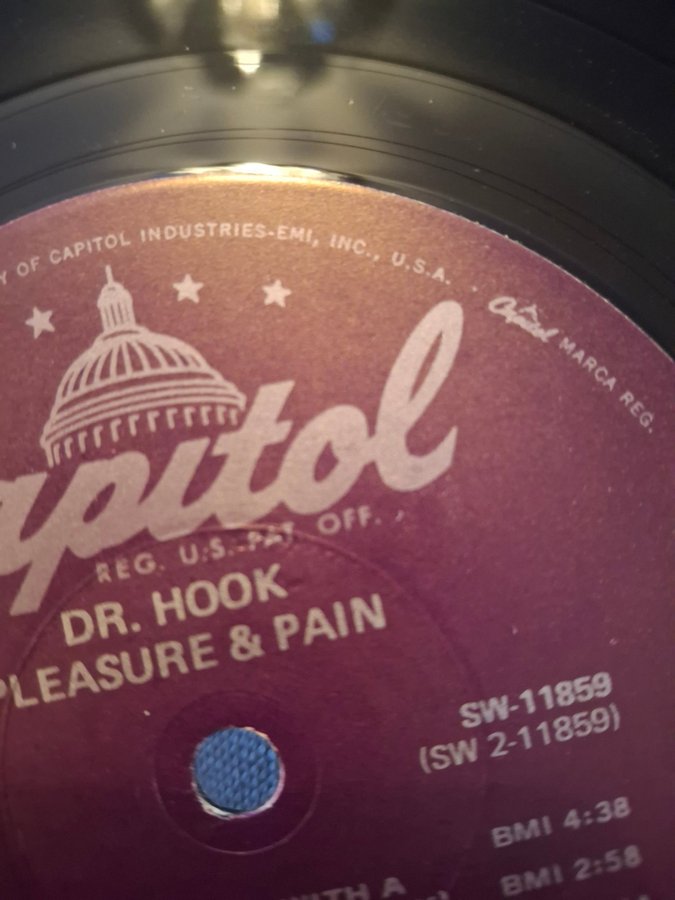 Y OF CAPITOL INDUSTRIES-EMI, INC., U.S.A. · Capitol MARCA REG.
apitol
REG. U.S. PAT. OFF.
DR. HOOK
PLEASURE & PAIN
SW-11859
(SW 2-11859)
BMI 4:38
BMI 2:58
WITH A